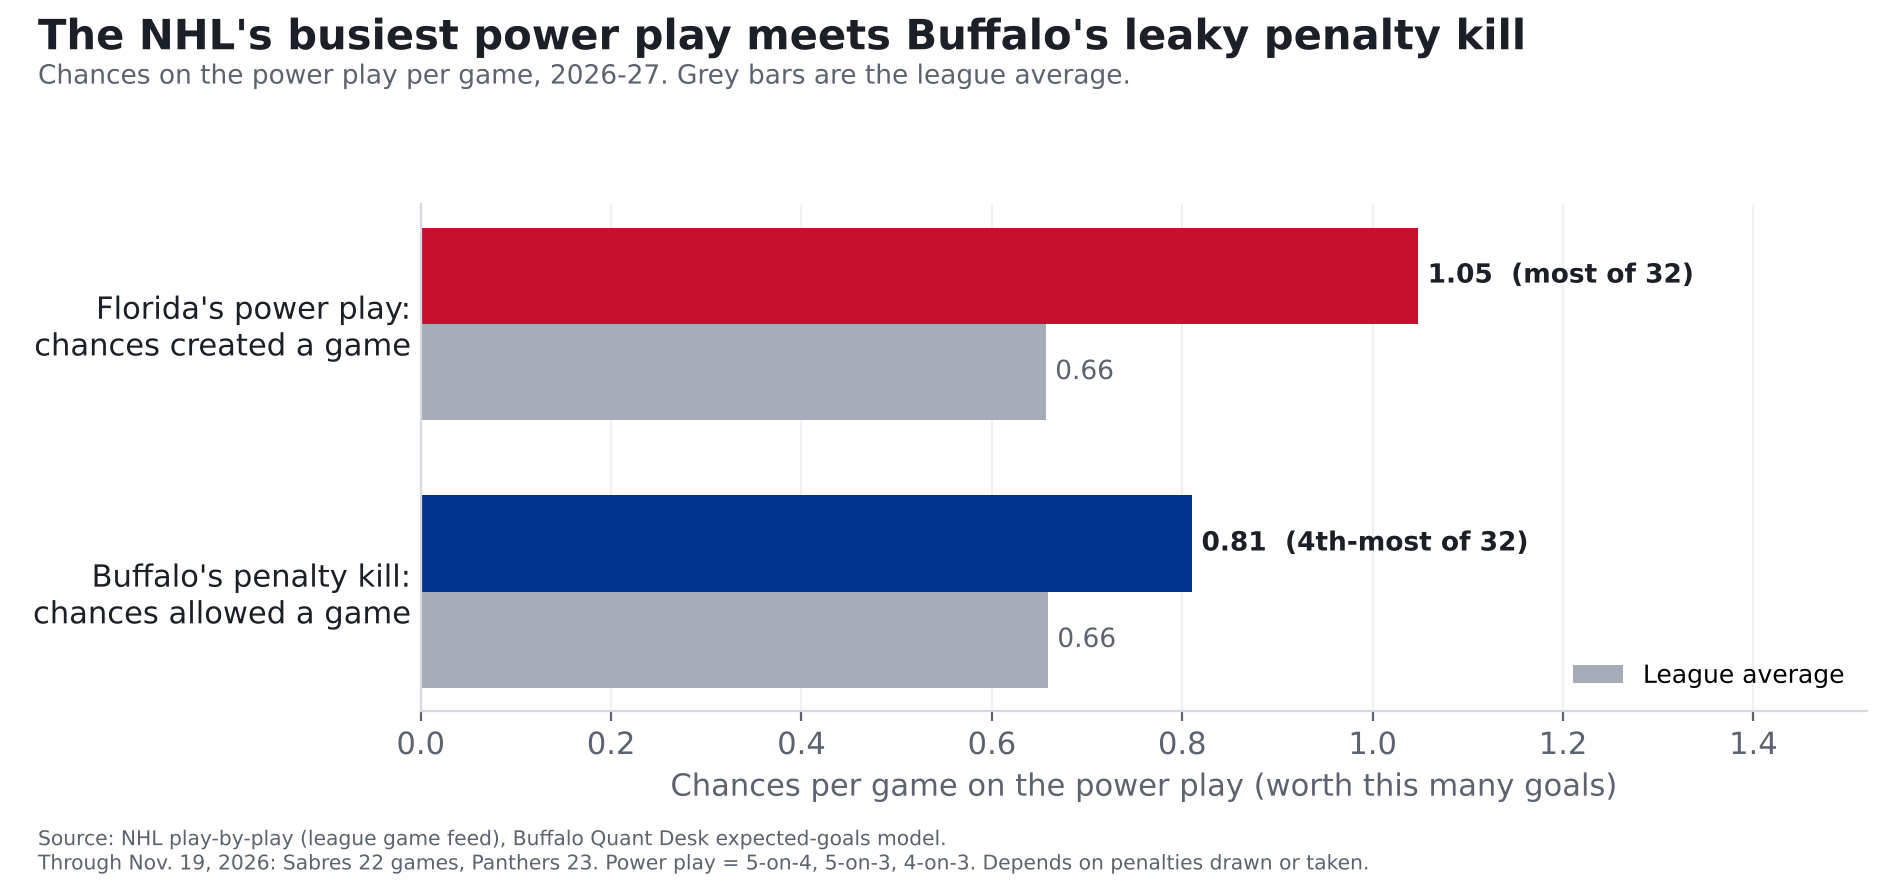 The NHL's busiest power play meets Buffalo's leaky penalty kill
Chances on the power play per game, 2026-27. Grey bars are the league average.
Florida's power play:
chances created a game
1.05 (most of 32)
0.66
Buffalo's penalty kill:
chances allowed a game
0.81 (4th-most of 32)
0.66
League average
0.0 0.2 0.4 0.6 0.8 1.0 1.2 1.4
Chances per game on the power play (worth this many goals)
Source: NHL play-by-play (league game feed), Buffalo Quant Desk expected-goals model.
Through Nov. 19, 2026: Sabres 22 games, Panthers 23. Power play = 5-on-4, 5-on-3, 4-on-3. Depends on penalties drawn or taken.